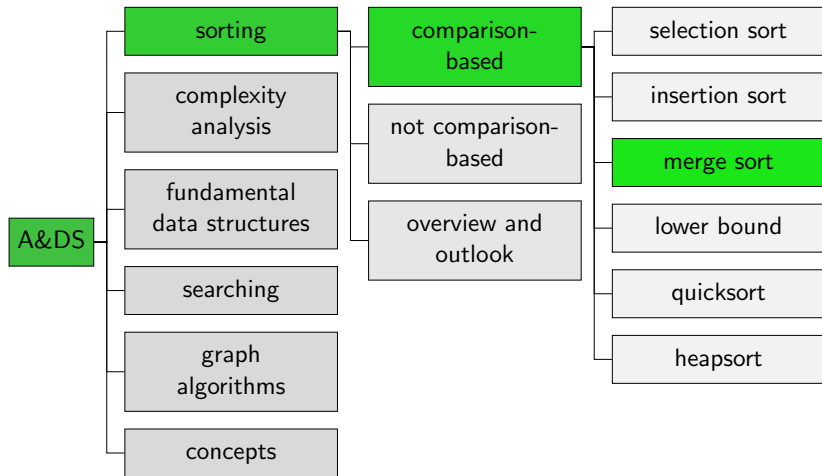 A&DS
sorting
complexity
analysis
fundamental
data structures
searching
graph
algorithms
concepts
comparison-
based
not comparison-
based
overview and
outlook
selection sort
insertion sort
merge sort
lower bound
quicksort
heapsort